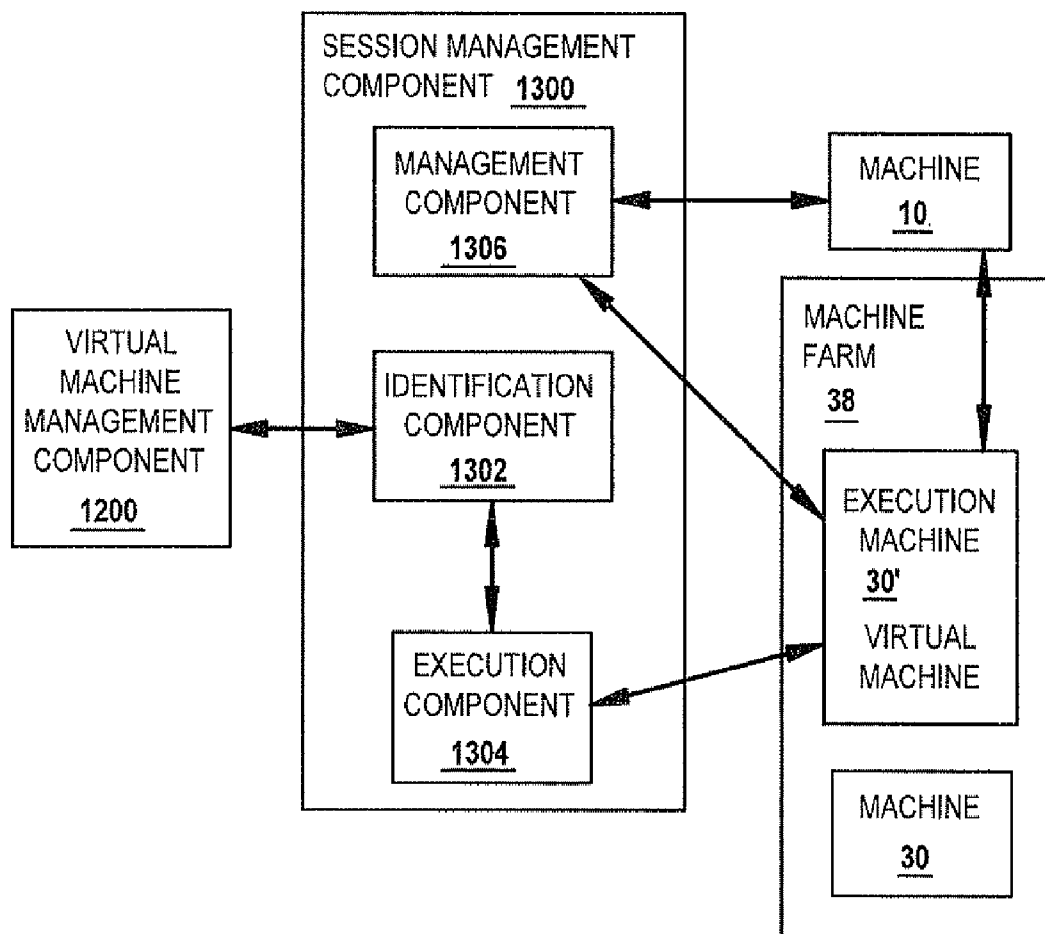 SESSION MANAGEMENT
COMPONENT 1300
MANAGEMENT
COMPONENT
1306
MACHINE
10
MACHINE
FARM
38
VIRTUAL
MACHINE
MANAGEMENT
COMPONENT
1200
IDENTIFICATION
COMPONENT
1302
EXECUTION
MACHINE
30'
VIRTUAL
MACHINE
EXECUTION
COMPONENT
1304
MACHINE
30